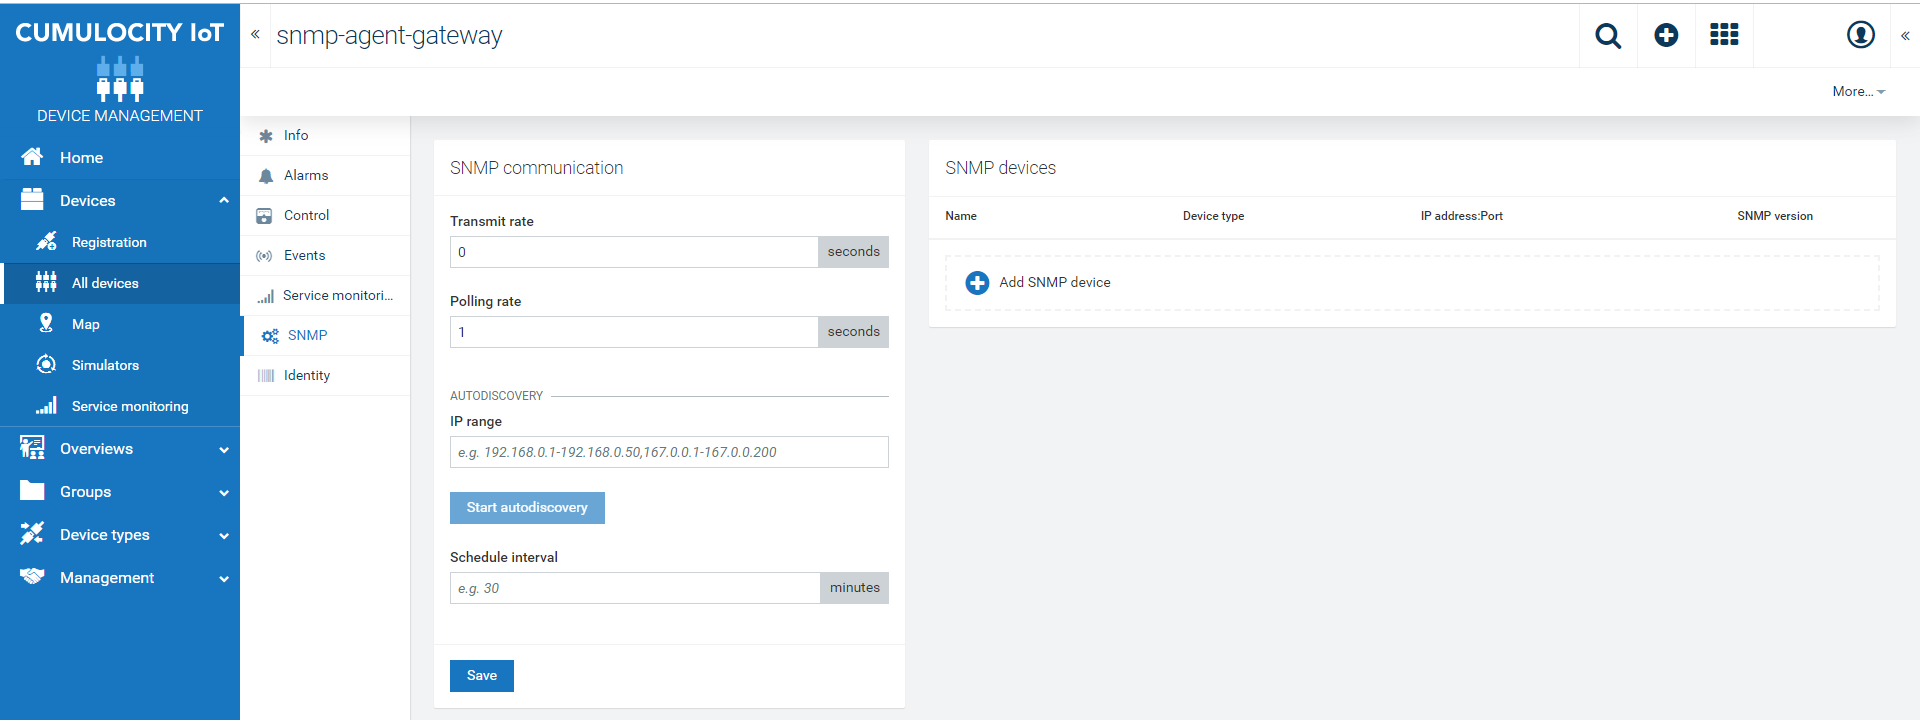 CUMULOCITY IoT
DEVICE MANAGEMENT
Home
Devices
Registration
All devices
Map
Simulators
Service monitoring
Overviews
Groups
Device types
Management
«
snmp-agent-gateway
«
More...
Info
Alarms
Control
Events
Service monitori...
SNMP
Identity
SNMP communication
Transmit rate
0 seconds
Polling rate
1 seconds
AUTODISCOVERY
IP range
e.g. 192.168.0.1-192.168.0.50,167.0.0.1-167.0.0.200
Start autodiscovery
Schedule interval
e.g. 30 minutes
Save
SNMP devices
Name Device type IP address:Port SNMP version
Add SNMP device